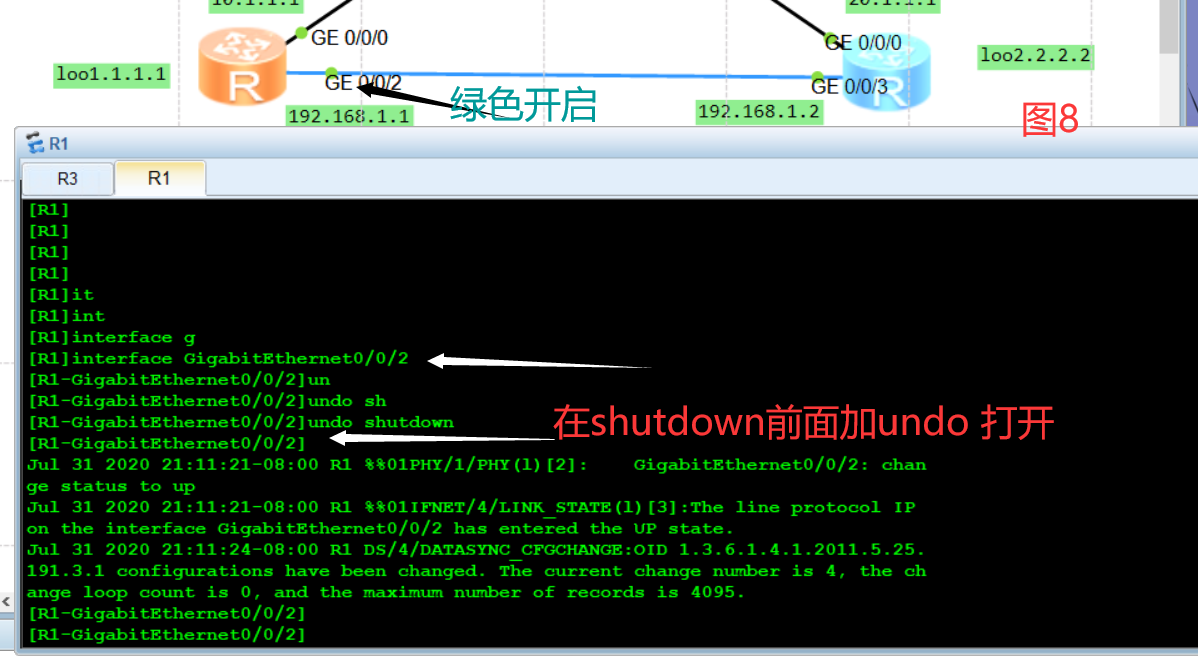 10.1.1.1
20.1.1.1
GE 0/0/0
GE 0/0/0
loo1.1.1.1
loo2.2.2.2
R
GE 0/0/2
GE 0/0/3
R
绿色开启
192.168.1.1
192.168.1.2
图8
R1
R3
R1
[R1]
[R1]
[R1]
[R1]
[R1]it
[R1]int
[R1]interface g
[R1]interface GigabitEthernet0/0/2
[R1-GigabitEthernet0/0/2]un
[R1-GigabitEthernet0/0/2]undo sh
[R1-GigabitEthernet0/0/2]undo shutdown
在shutdown前面加undo 打开
[R1-GigabitEthernet0/0/2]
Jul 31 2020 21:11:21-08:00 R1 %%01PHY/1/PHY(l)[2]:    GigabitEthernet0/0/2: chan
ge status to up
Jul 31 2020 21:11:21-08:00 R1 %%01IFNET/4/LINK_STATE(l)[3]:The line protocol IP
on the interface GigabitEthernet0/0/2 has entered the UP state.
Jul 31 2020 21:11:24-08:00 R1 DS/4/DATASYNC_CFGCHANGE:OID 1.3.6.1.4.1.2011.5.25.
191.3.1 configurations have been changed. The current change number is 4, the ch
ange loop count is 0, and the maximum number of records is 4095.
[R1-GigabitEthernet0/0/2]
[R1-GigabitEthernet0/0/2]